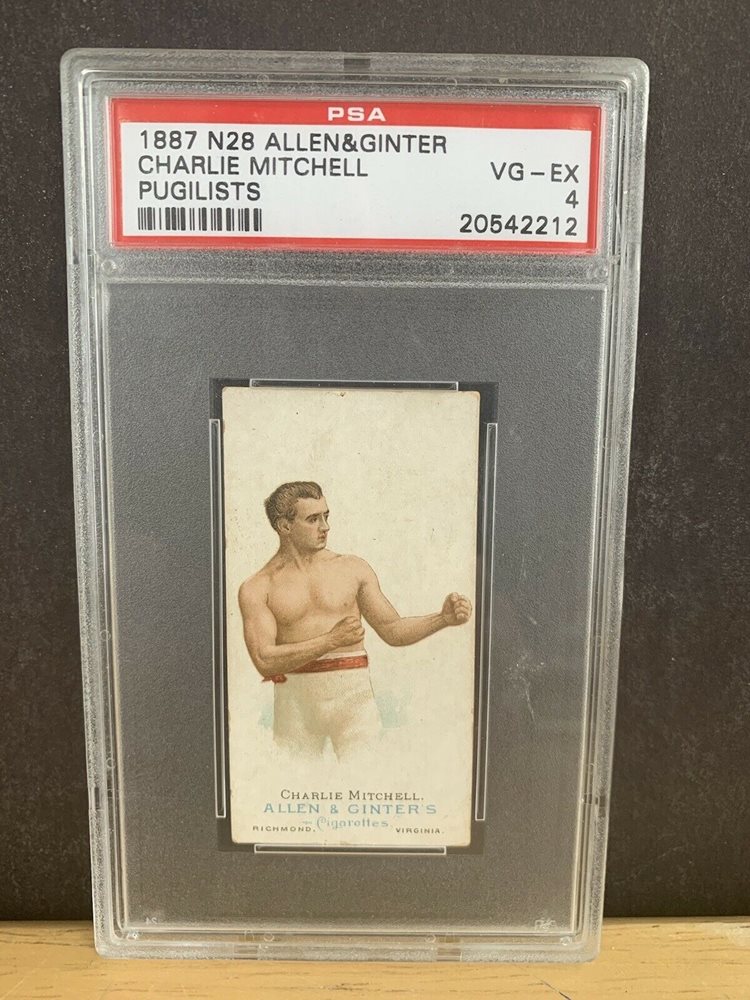 PSA
1887 N28 ALLEN&GINTER
CHARLIE MITCHELL VG-EX
PUGILISTS 4
20542212
CHARLIE MITCHELL.
ALLEN & GINTER'S
Cigarettes.
RICHMOND, VIRGINIA.